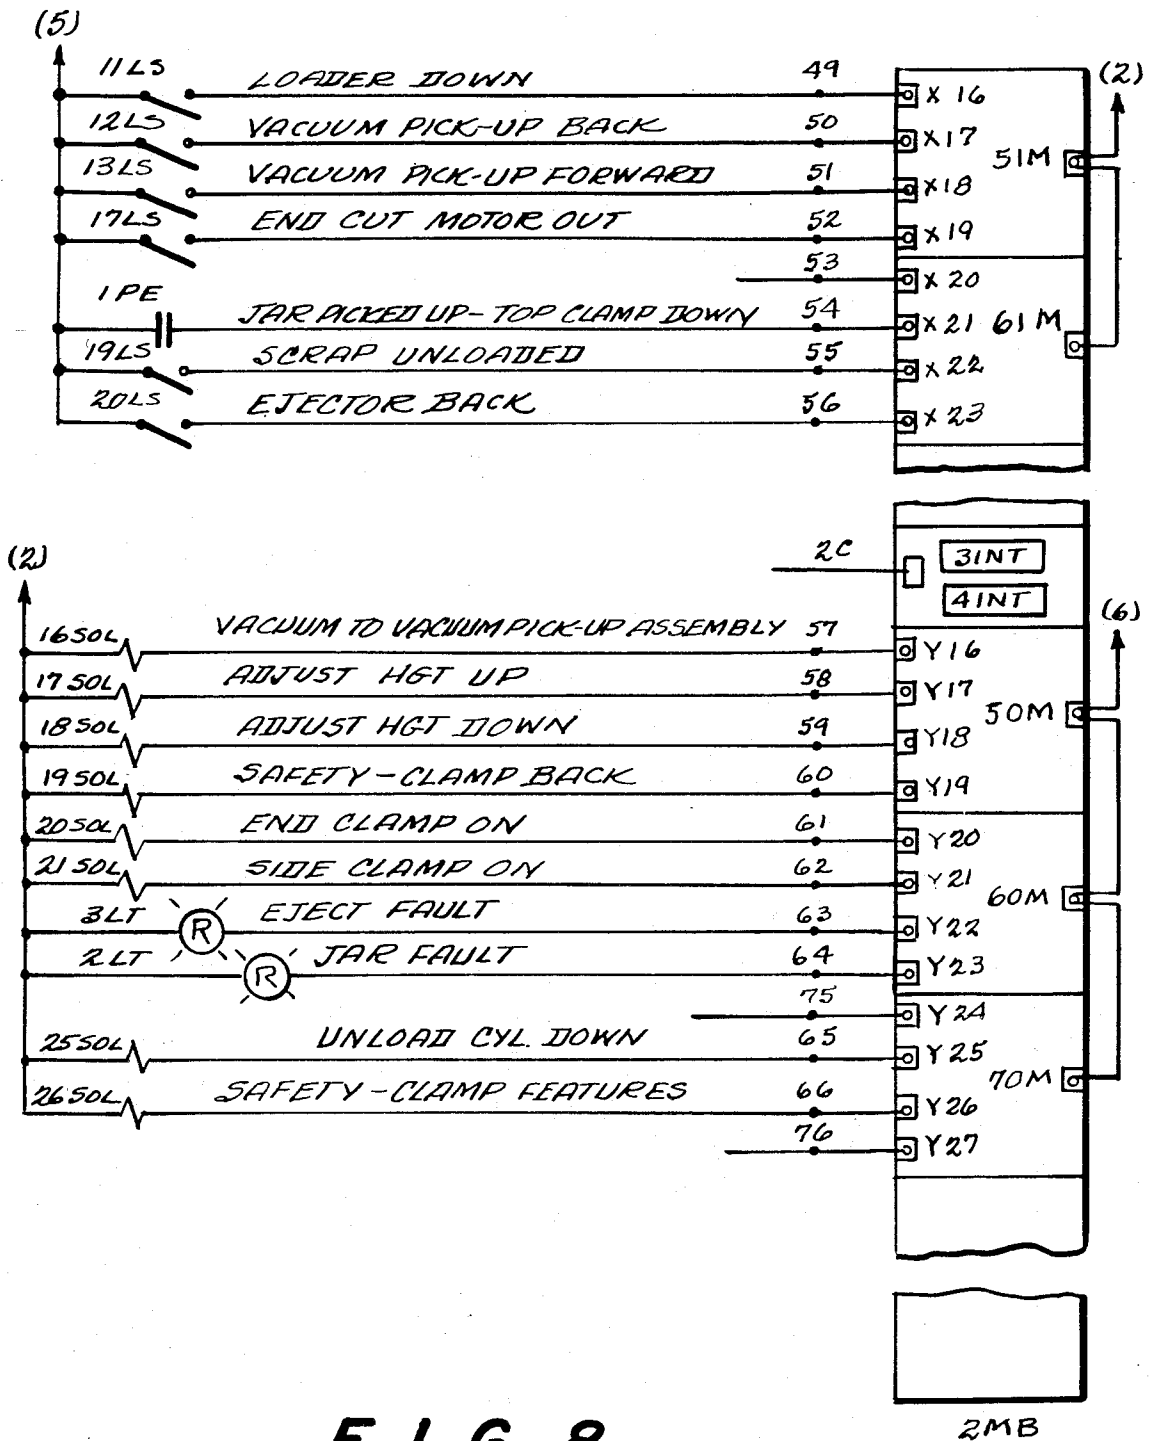 (5)
11LS LOADER DOWN 49 X 16 (2)
12LS VACUUM PICK-UP BACK 50 X17 51M
13LS VACUUM PICK-UP FORWARD 51 X18
17LS END CUT MOTOR OUT 52 X19
53 X 20
1PE JAR PICKED UP-TOP CLAMP DOWN 54 X21 61M
19LS SCRAP UNLOADED 55 X22
20LS EJECTOR BACK 56 X 23
(2) 2C 3INT
4INT (6)
16SOL VACUUM TO VACUUM PICK-UP ASSEMBLY 57 Y16
17SOL ADJUST HGT UP 58 Y17 50M
18SOL ADJUST HGT DOWN 59 Y18
19SOL SAFETY-CLAMP BACK 60 Y19
20SOL END CLAMP ON 61 Y20
21SOL SIDE CLAMP ON 62 Y21 60M
3LT R EJECT FAULT 63 Y22
2LT R JAR FAULT 64 Y23
75 Y24
25SOL UNLOAD CYL. DOWN 65 Y25 70M
26SOL SAFETY-CLAMP FEATURES 66 Y26
76 Y27
2MB
FIG. 8